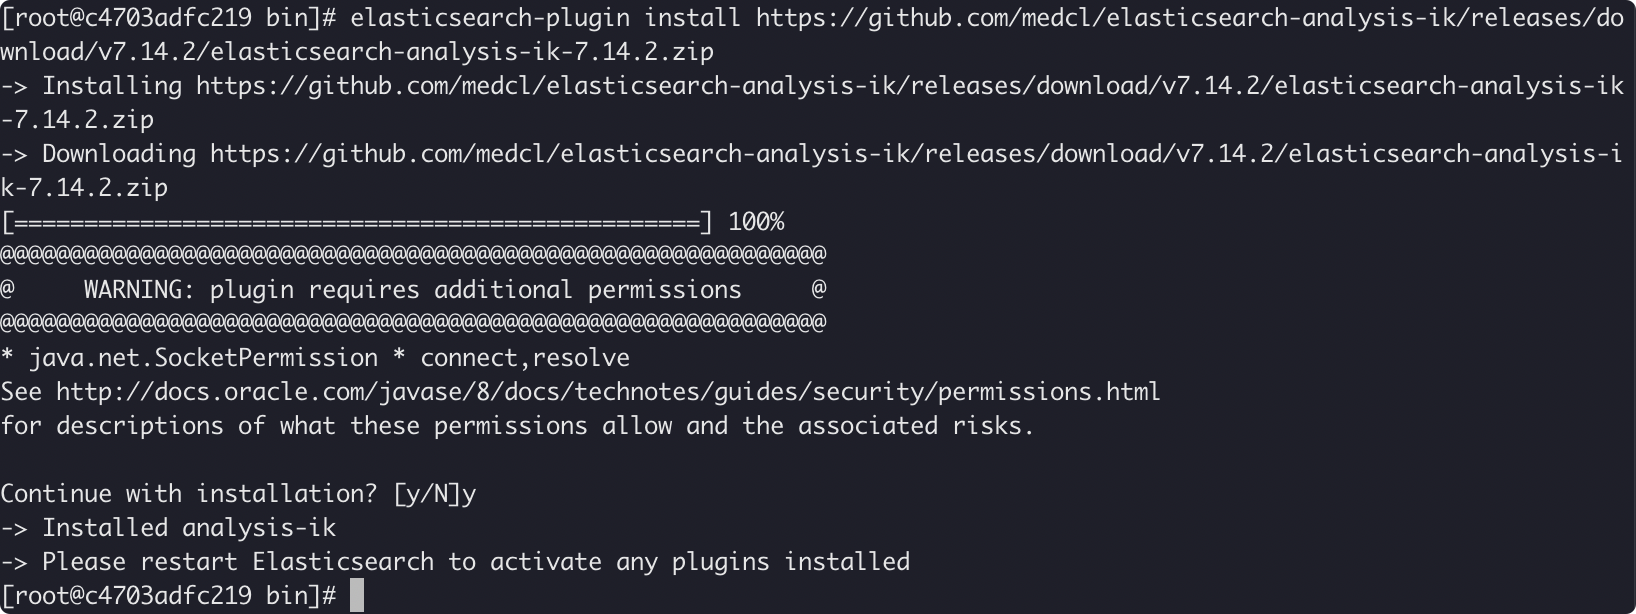 [root@c4703adfc219 bin]# elasticsearch-plugin install https://github.com/medcl/elasticsearch-analysis-ik/releases/do
wnload/v7.14.2/elasticsearch-analysis-ik-7.14.2.zip
-> Installing https://github.com/medcl/elasticsearch-analysis-ik/releases/download/v7.14.2/elasticsearch-analysis-ik
-7.14.2.zip
-> Downloading https://github.com/medcl/elasticsearch-analysis-ik/releases/download/v7.14.2/elasticsearch-analysis-i
k-7.14.2.zip
[=================================================] 100%
@@@@@@@@@@@@@@@@@@@@@@@@@@@@@@@@@@@@@@@@@@@@@@@@@@@@@@@@@@@
@     WARNING: plugin requires additional permissions     @
@@@@@@@@@@@@@@@@@@@@@@@@@@@@@@@@@@@@@@@@@@@@@@@@@@@@@@@@@@@
* java.net.SocketPermission * connect,resolve
See http://docs.oracle.com/javase/8/docs/technotes/guides/security/permissions.html
for descriptions of what these permissions allow and the associated risks.

Continue with installation? [y/N]y
-> Installed analysis-ik
-> Please restart Elasticsearch to activate any plugins installed
[root@c4703adfc219 bin]#